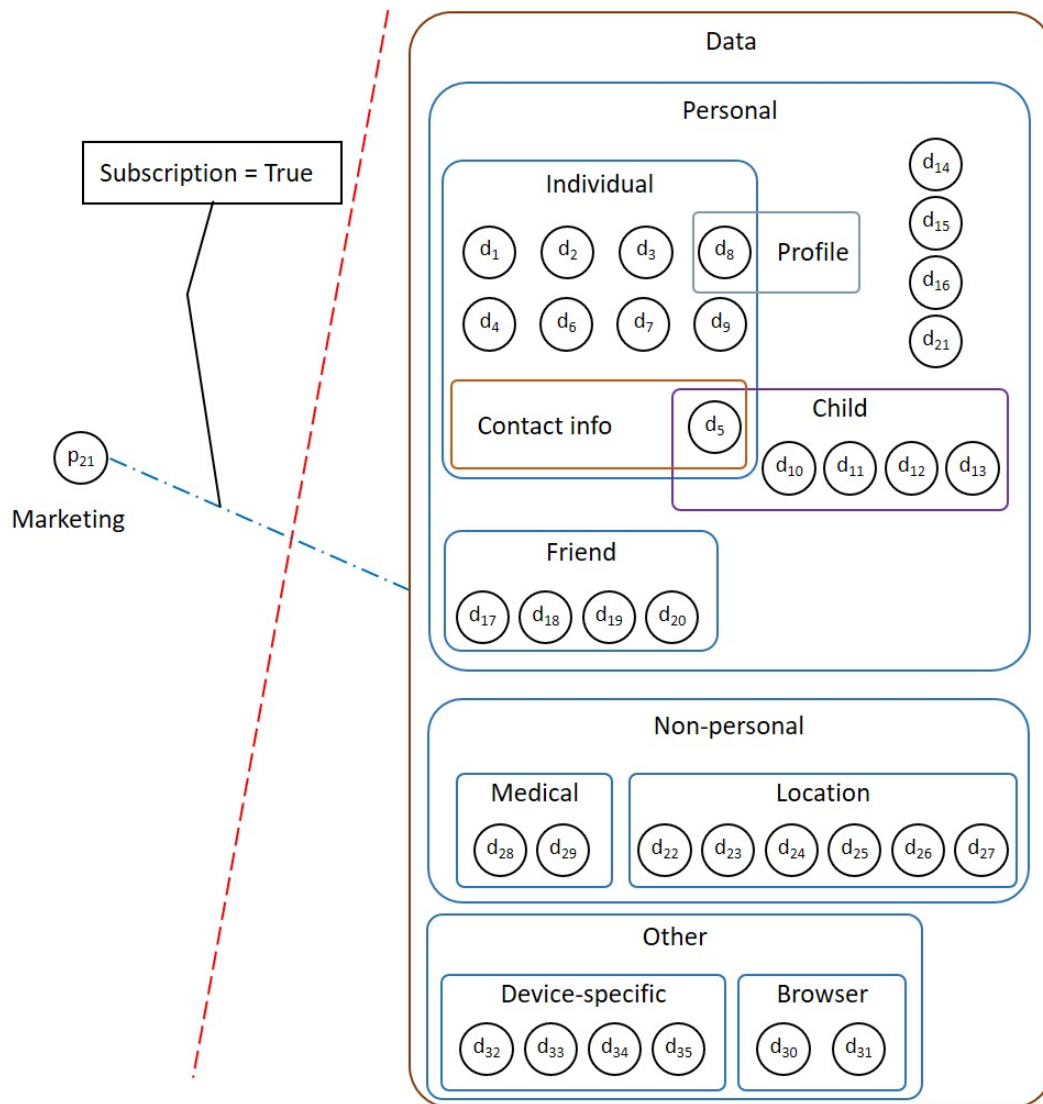 Data
Personal
Subscription = True
Individual
d14
d15
d16
d21
d1 d2 d3 d8 Profile
d4 d6 d7 d9
Contact info d5
Child
d10 d11 d12 d13
p21
Marketing
Friend
d17 d18 d19 d20
Non-personal
Medical
d28 d29
Location
d22 d23 d24 d25 d26 d27
Other
Device-specific
d32 d33 d34 d35
Browser
d30 d31